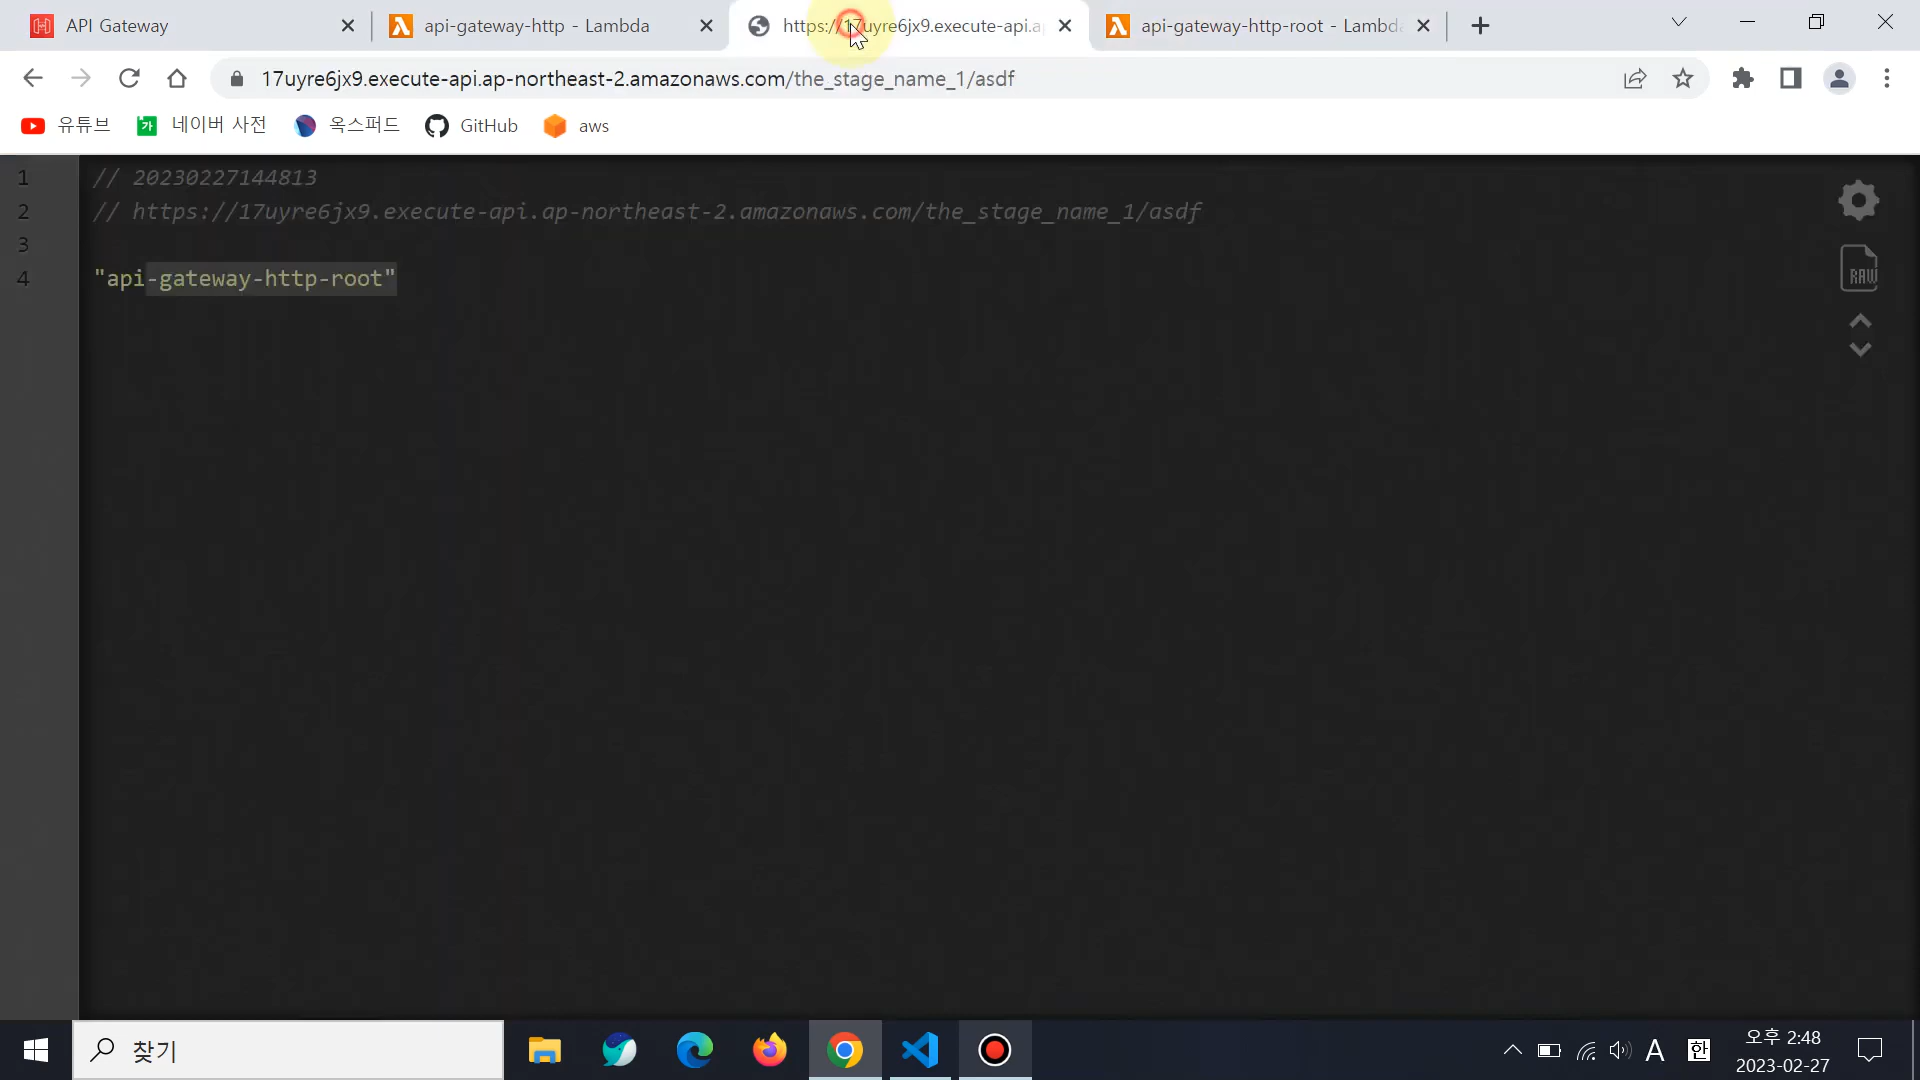 API Gateway
api-gateway-http - Lambda
https://17uyre6jx9.execute-api.a
api-gateway-http-root - Lambd
17uyre6jx9.execute-api.ap-northeast-2.amazonaws.com/the_stage_name_1/asdf
유튜브
네이버 사전
옥스퍼드
GitHub
aws
1 // 20230227144813
2 // https://17uyre6jx9.execute-api.ap-northeast-2.amazonaws.com/the_stage_name_1/asdf
3
4 "api-gateway-http-root"
RAW
찾기
A
한
오후 2:48
2023-02-27